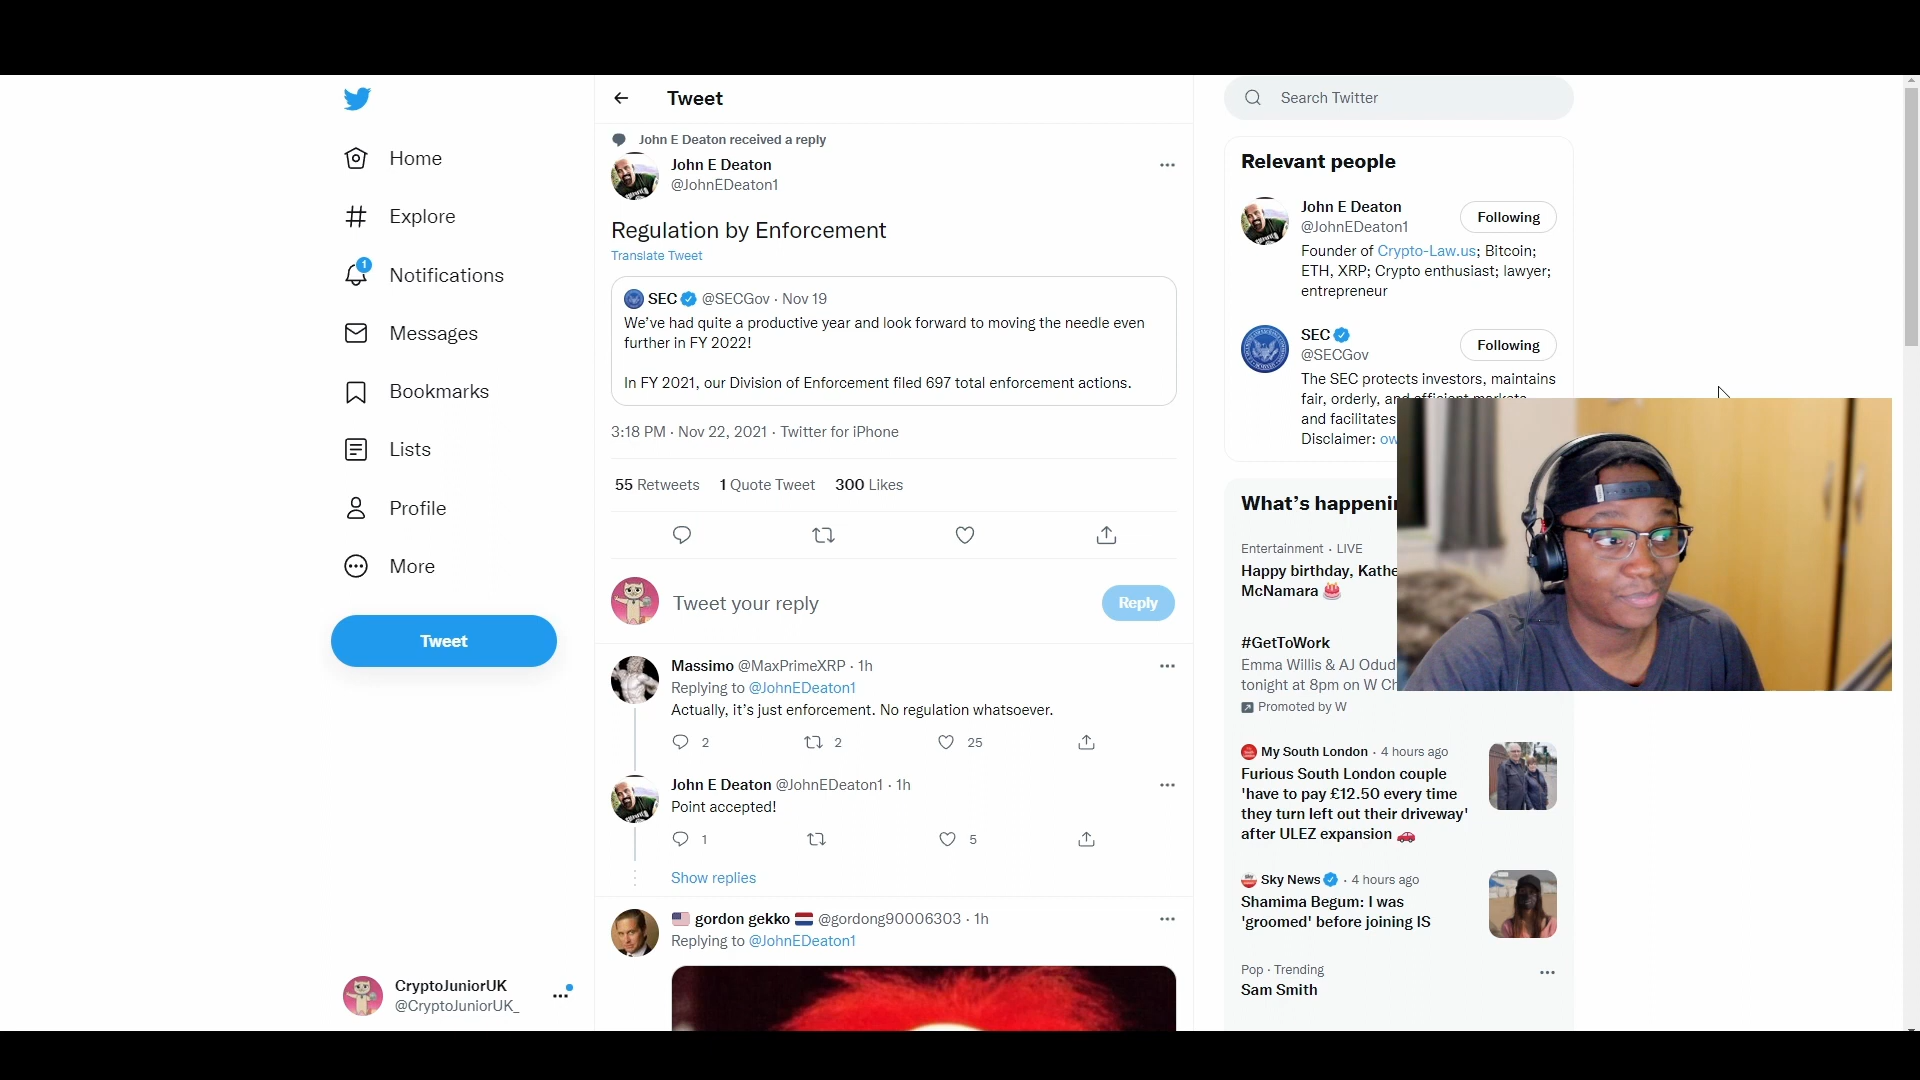 Home
Explore
1
Notifications
Messages
Bookmarks
Lists
Profile
More
Tweet
CryptoJuniorUK
@CryptoJuniorUK_
Tweet
John E Deaton received a reply
John E Deaton
@JohnEDeaton1
Regulation by Enforcement
Translate Tweet
SEC @SECGov · Nov 19
We've had quite a productive year and look forward to moving the needle even
further in FY 2022!
In FY 2021, our Division of Enforcement filed 697 total enforcement actions.
3:18 PM · Nov 22, 2021 · Twitter for iPhone
55 Retweets 1 Quote Tweet 300 Likes
Tweet your reply
Reply
Massimo @MaxPrimeXRP · 1h
Replying to @JohnEDeaton1
Actually, it's just enforcement. No regulation whatsoever.
2 2 25
John E Deaton @JohnEDeaton1 · 1h
Point accepted!
1 5
Show replies
gordon gekko @gordong90006303 · 1h
Replying to @JohnEDeaton1
Search Twitter
Relevant people
John E Deaton
@JohnEDeaton1
Following
Founder of Crypto-Law.us; Bitcoin;
ETH, XRP; Crypto enthusiast; lawyer;
entrepreneur
SEC
@SECGov
Following
The SEC protects investors, maintains
fair, orderly, and efficient markets
and facilitates
Disclaimer:
What's
Entertainment · LIVE
Happy birthday,
McNamara
#GetToWork
Emma Willis & AJ
tonight at 8pm on W
Promoted by W
My South London · 4 hours ago
Furious South London couple
'have to pay £12.50 every time
they turn left out their driveway'
after ULEZ expansion
Sky News · 4 hours ago
Shamima Begum: I was
'groomed' before joining IS
Pop · Trending
Sam Smith